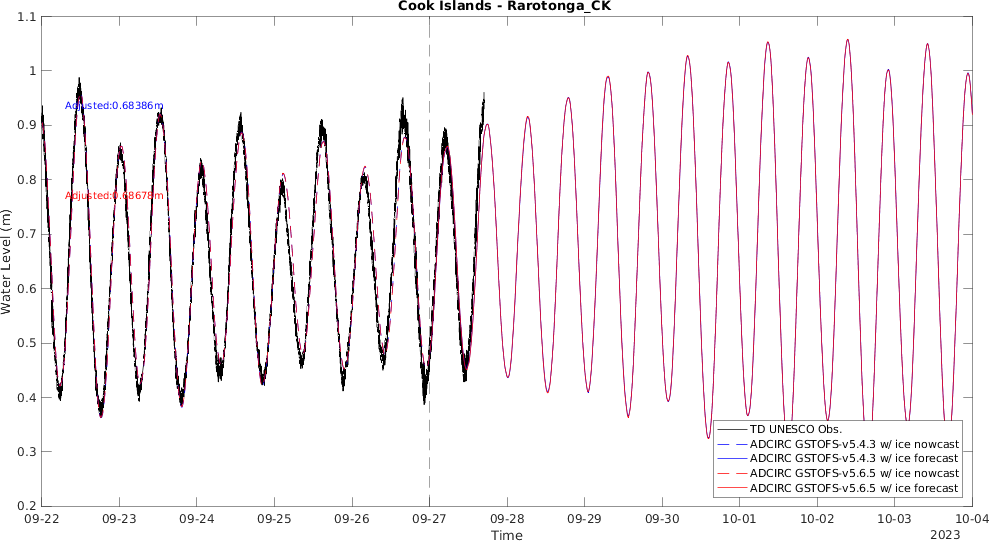 Cook Islands - Rarotonga_CK
1.1
1
0.9
0.8
0.7
0.6
0.5
0.4
0.3
0.2
Water Level (m)
Adjusted:0.68386m
Adjusted:0.68678m
TD UNESCO Obs.
ADCIRC GSTOFS-v5.4.3 w/ ice nowcast
ADCIRC GSTOFS-v5.4.3 w/ ice forecast
ADCIRC GSTOFS-v5.6.5 w/ ice nowcast
ADCIRC GSTOFS-v5.6.5 w/ ice forecast
09-22 09-23 09-24 09-25 09-26 09-27 09-28 09-29 09-30 10-01 10-02 10-03 10-04
Time
2023